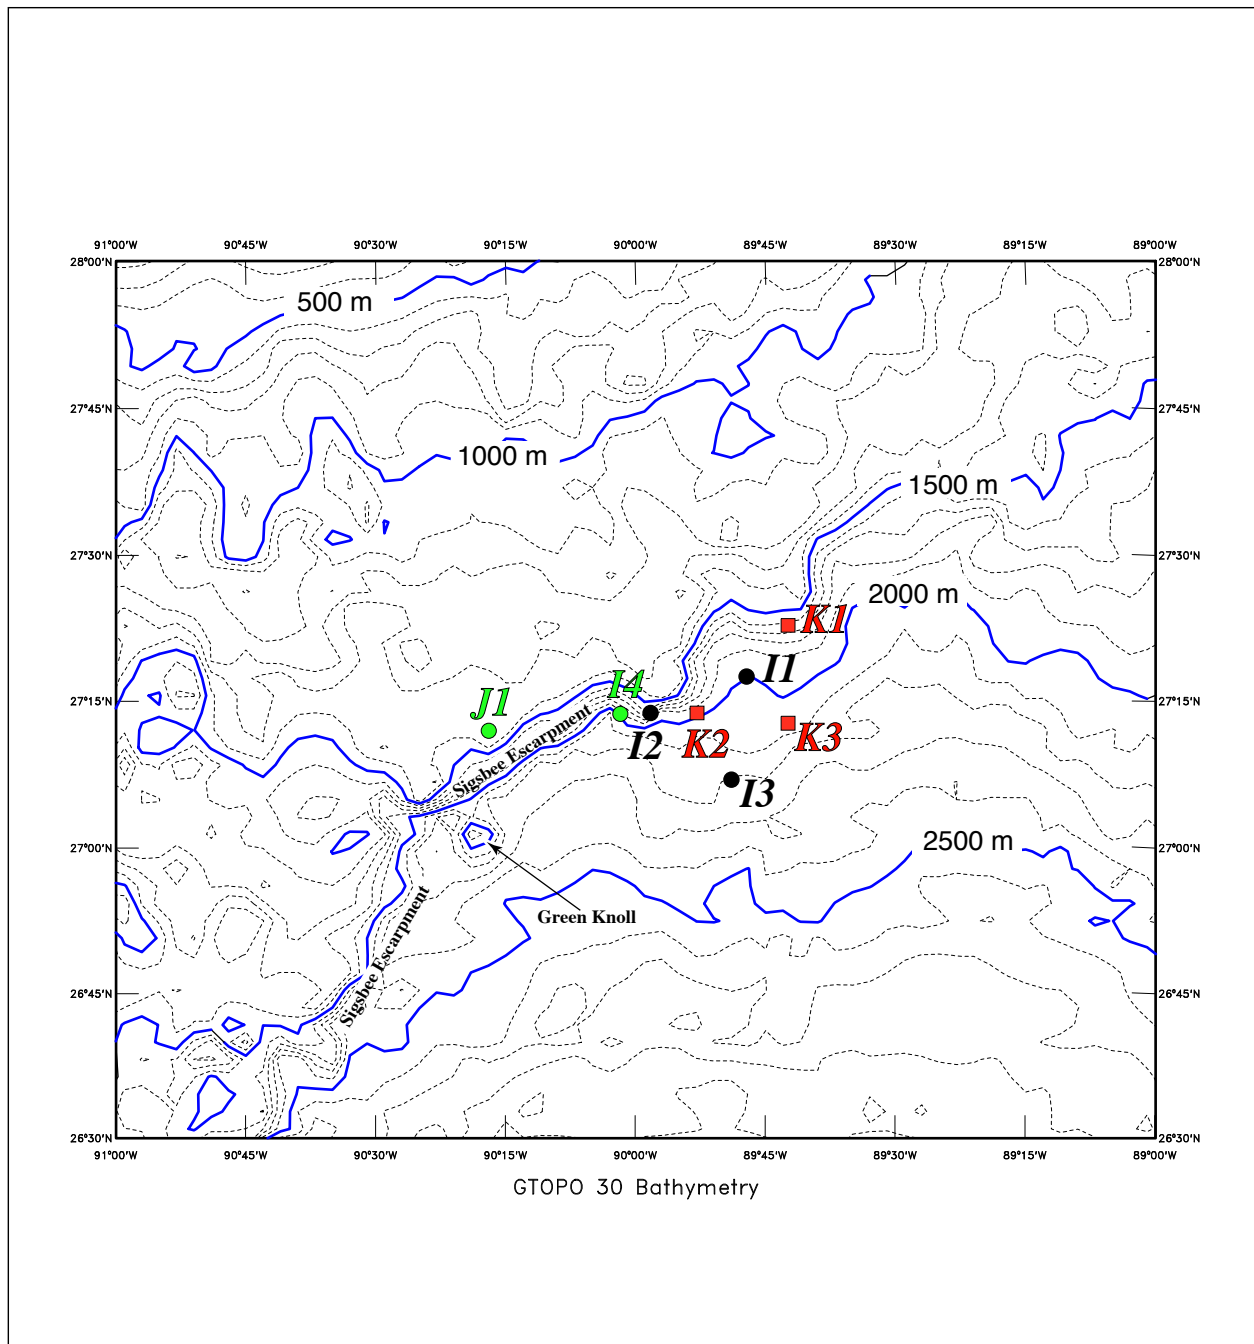 91°00'W 90°45'W 90°30'W 90°15'W 90°00'W 89°45'W 89°30'W 89°15'W 89°00'W
28°00'N 28°00'N
500 m
27°45'N 27°45'N
1000 m
1500 m
27°30'N 27°30'N
2000 m
K1
I1
I4
J1
27°15'N 27°15'N
Sigsbee Escarpment
I2 K2 K3
I3
2500 m
27°00'N 27°00'N
Green Knoll
Sigsbee Escarpment
26°45'N 26°45'N
26°30'N 26°30'N
91°00'W 90°45'W 90°30'W 90°15'W 90°00'W 89°45'W 89°30'W 89°15'W 89°00'W
GTOPO 30 Bathymetry